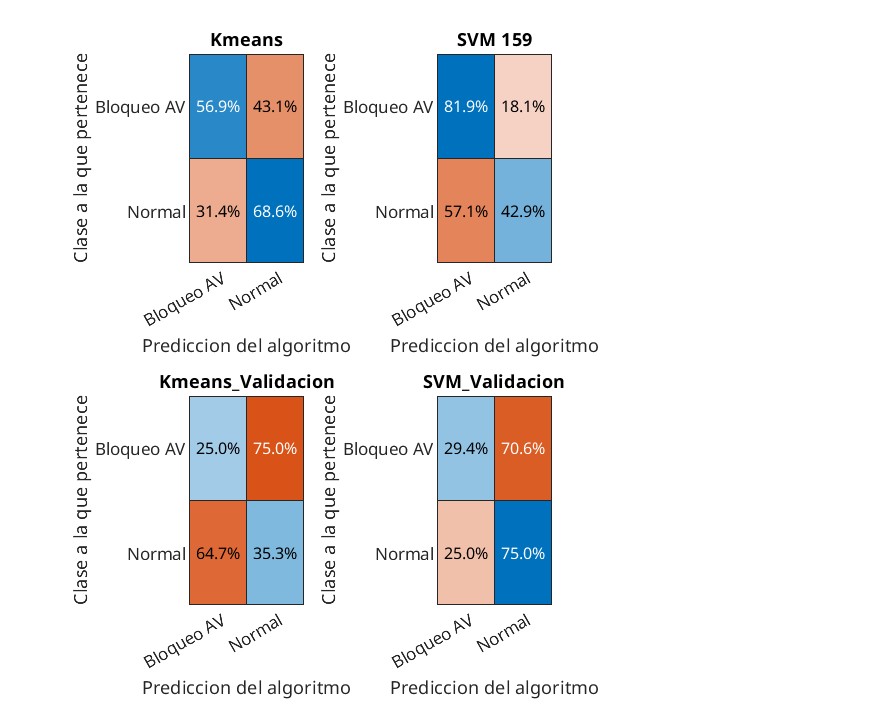 Kmeans
Clase a la que pertenece
Bloqueo AV 56.9% 43.1%
Normal 31.4% 68.6%
Bloqueo AV Normal
Prediccion del algoritmo
SVM 159
Clase a la que pertenece
Bloqueo AV 81.9% 18.1%
Normal 57.1% 42.9%
Bloqueo AV Normal
Prediccion del algoritmo
Kmeans_Validacion
Clase a la que pertenece
Bloqueo AV 25.0% 75.0%
Normal 64.7% 35.3%
Bloqueo AV Normal
Prediccion del algoritmo
SVM_Validacion
Clase a la que pertenece
Bloqueo AV 29.4% 70.6%
Normal 25.0% 75.0%
Bloqueo AV Normal
Prediccion del algoritmo